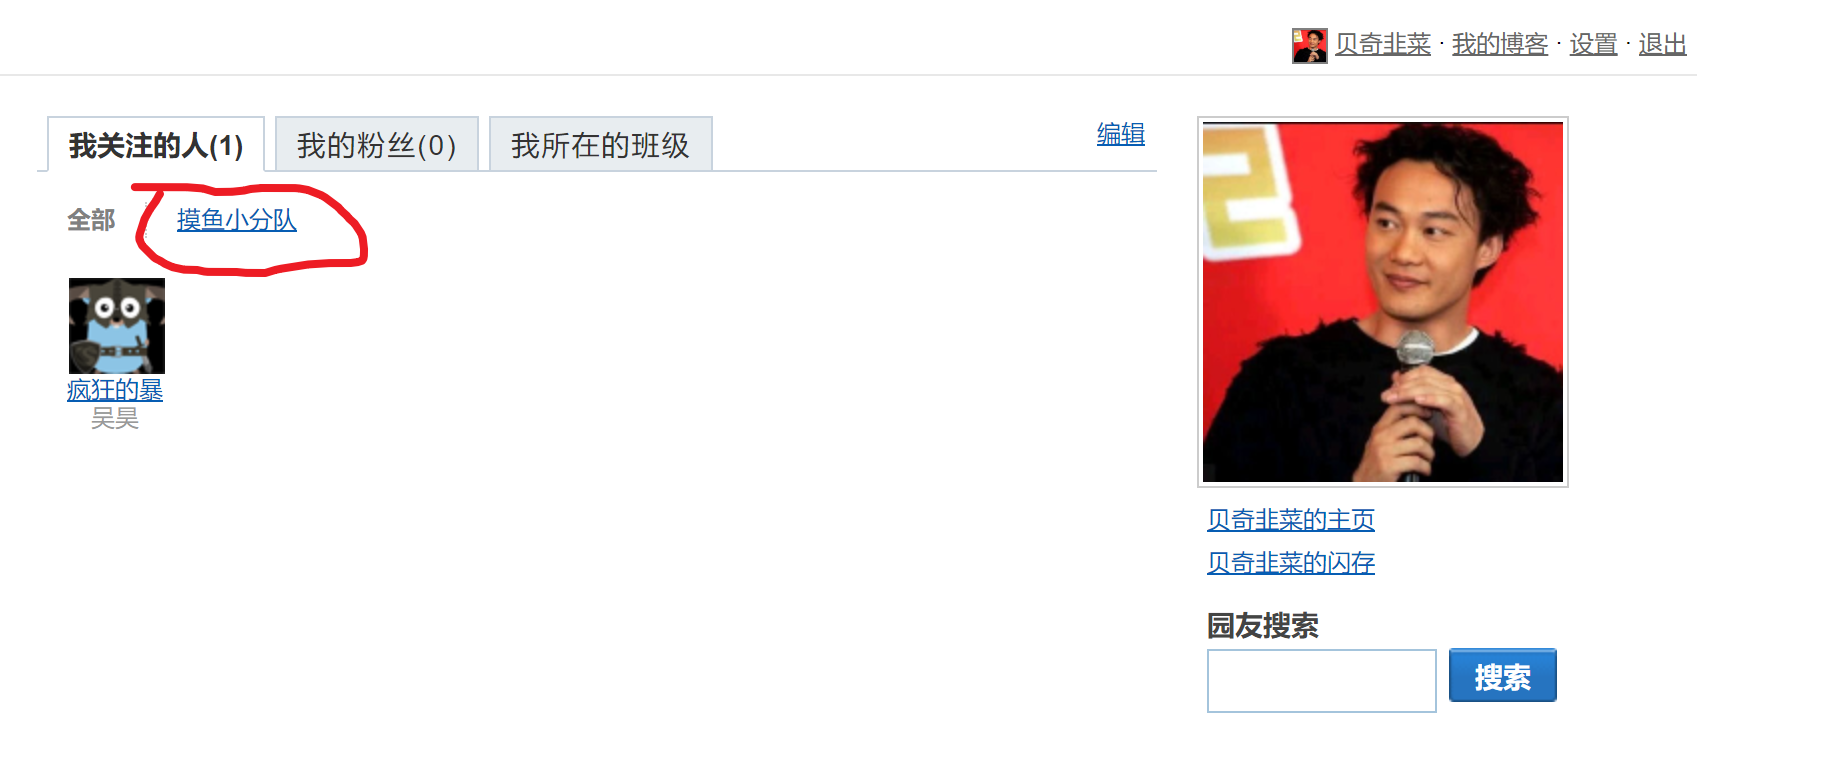 贝奇韭菜 · 我的博客 · 设置 · 退出
我关注的人(1) 我的粉丝(0) 我所在的班级 编辑
全部 摸鱼小分队
疯狂的暴
吴昊
贝奇韭菜的主页
贝奇韭菜的闪存
园友搜索
搜索